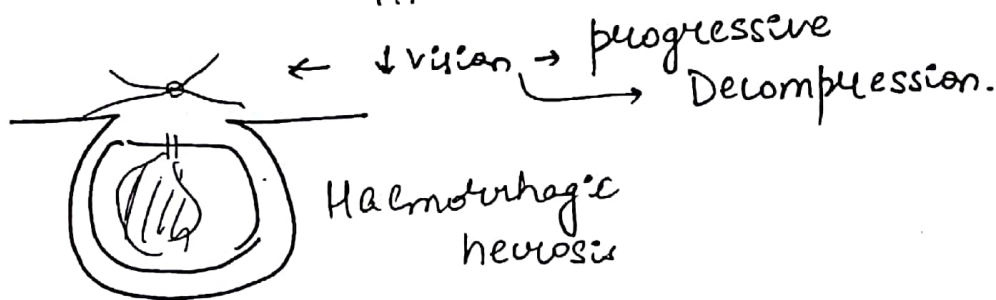 ← ↓ vision → progressive
→ Decompression.
Haemorrhagic
necrosis